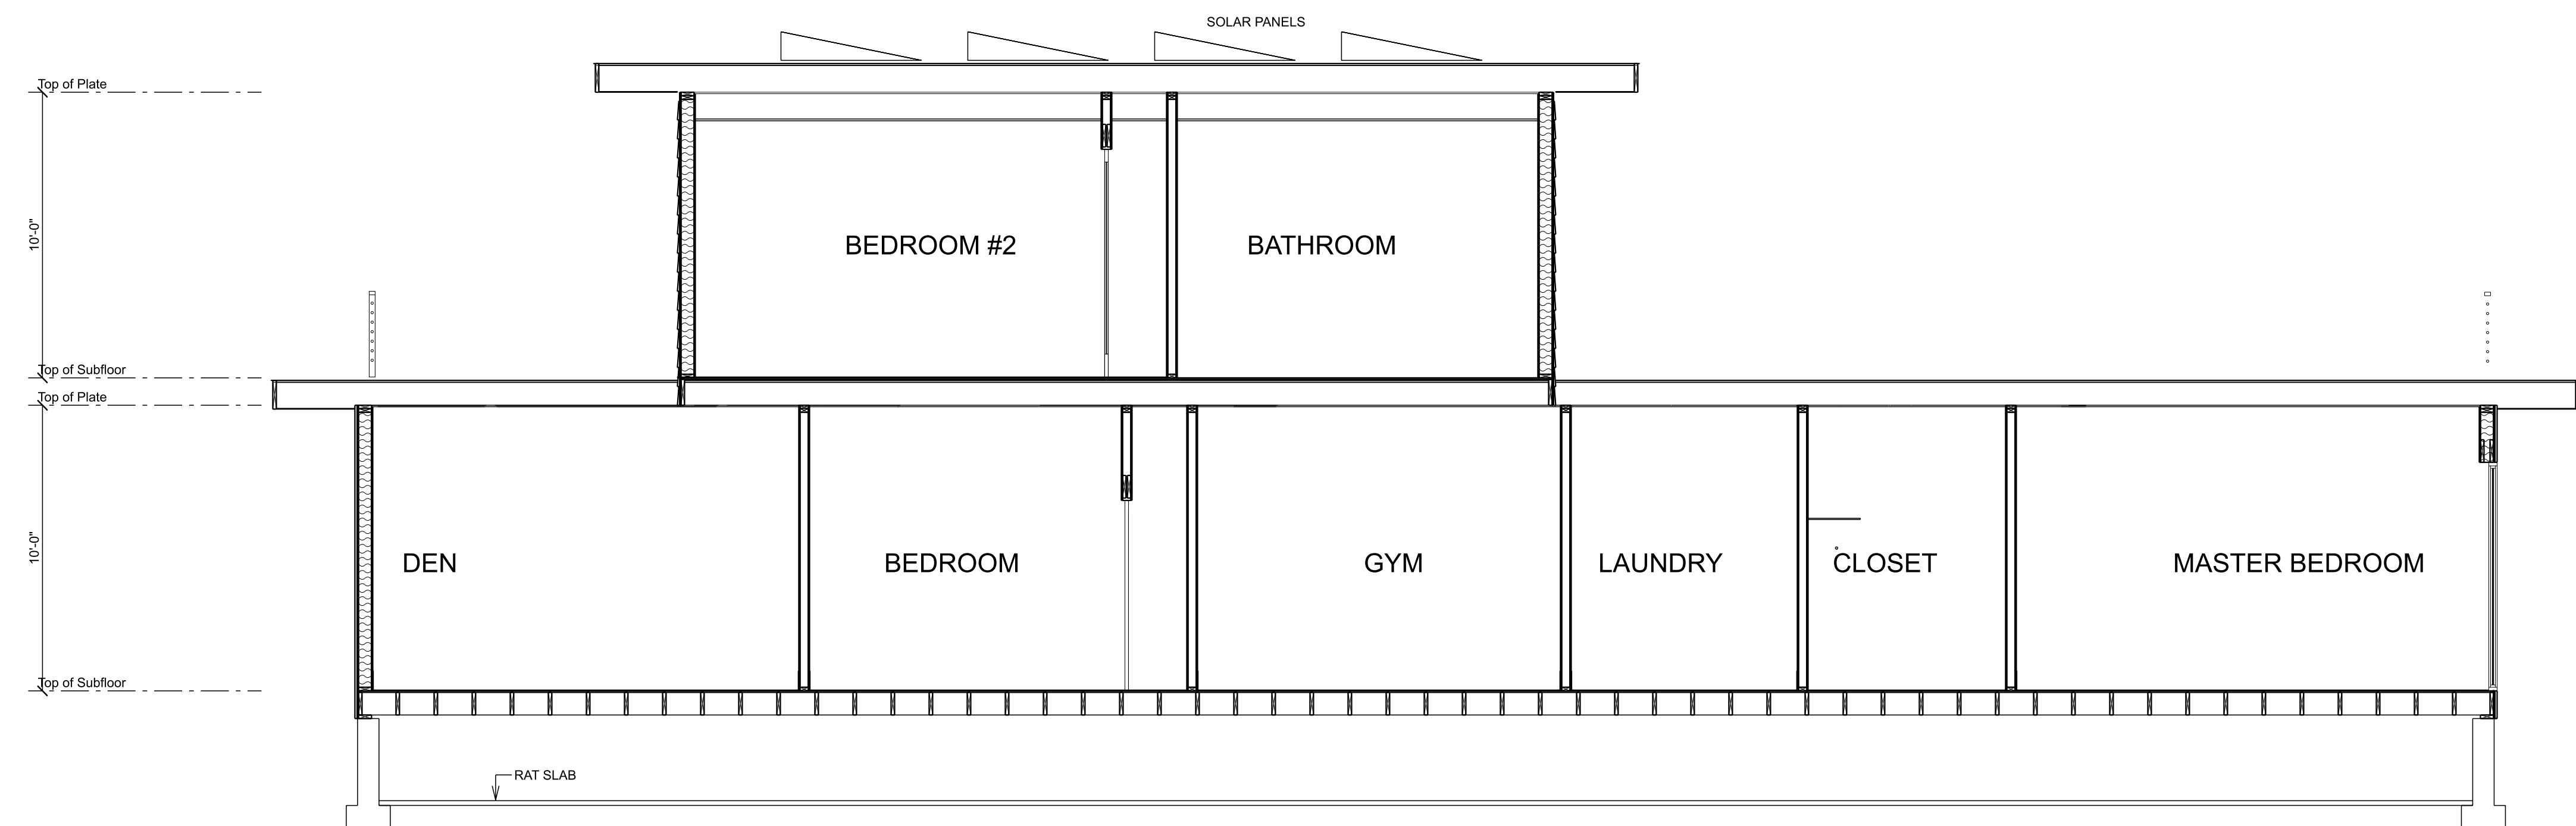 SOLAR PANELS
Top of Plate
10'-0"
BEDROOM #2
BATHROOM
Top of Subfloor
Top of Plate
10'-0"
DEN
BEDROOM
GYM
LAUNDRY
CLOSET
MASTER BEDROOM
Top of Subfloor
RAT SLAB